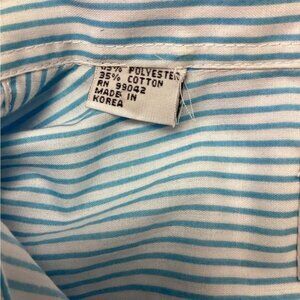 65% POLYESTER
35% COTTON
RN 99042
MADE IN
KOREA